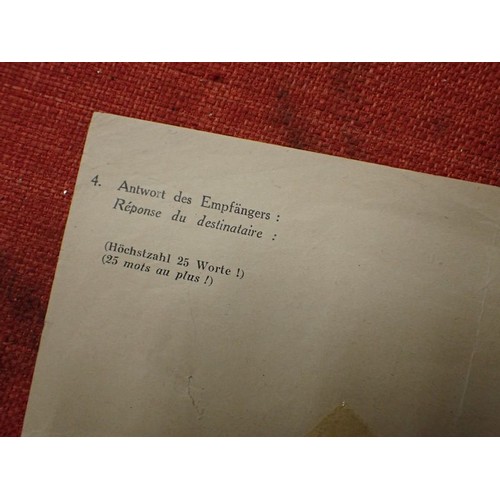 4. Antwort des Empfängers :
Réponse du destinataire :
(Höchstzahl 25 Worte !)
(25 mots au plus !)